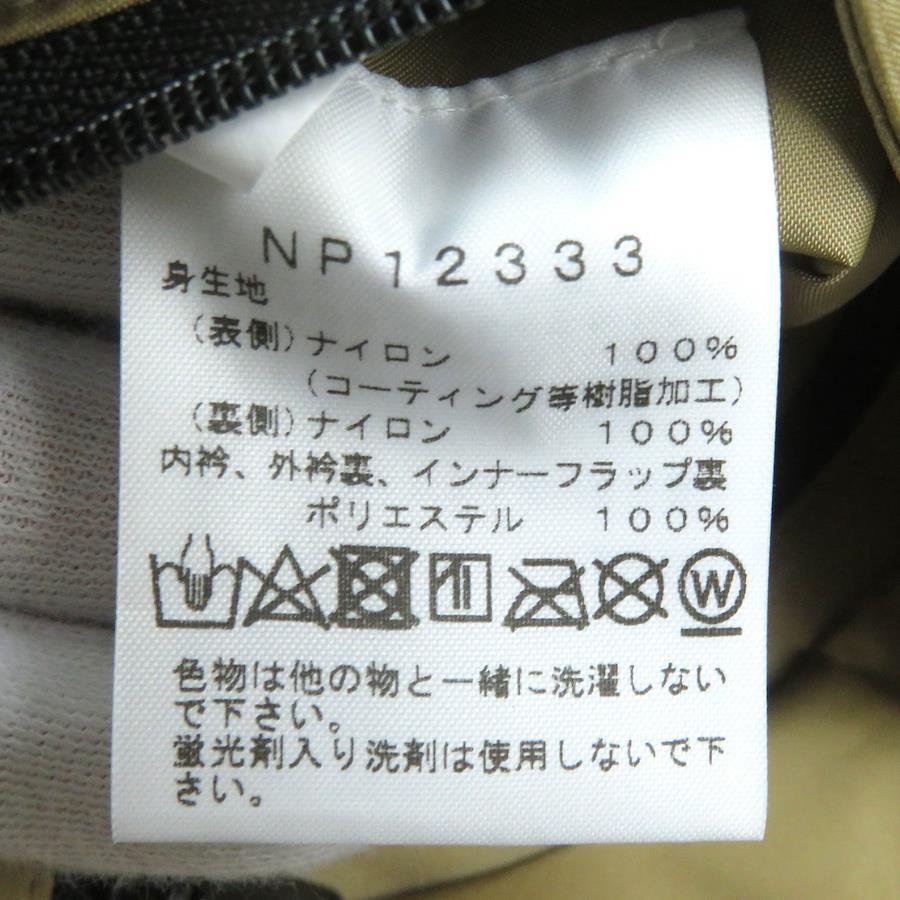 NP12333
身生地
(表側)ナイロン 100%
(コーティング等樹脂加工)
(裏側)ナイロン 100%
内衿、外衿裏、インナーフラップ裏
ポリエステル 100%
W
色物は他の物と一緒に洗濯しない
で下さい。
蛍光剤入り洗剤は使用しないで下
さい。